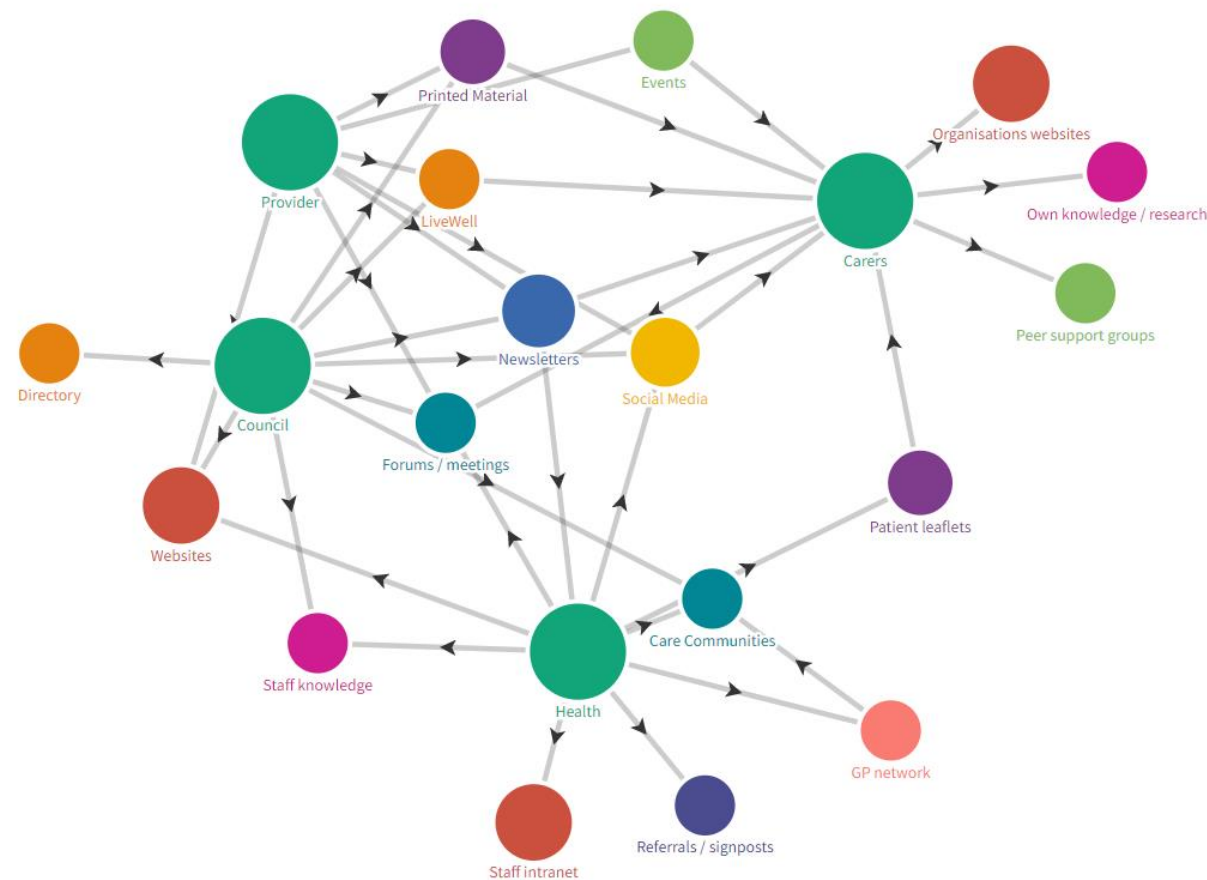 Events
Printed Material
Organisations websites
Provider
LiveWell
Own knowledge / research
Carers
Peer support groups
Newsletters
Directory
Social Media
Council
Forums / meetings
Patient leaflets
Websites
Care Communities
Staff knowledge
Health
GP network
Referrals / signposts
Staff intranet